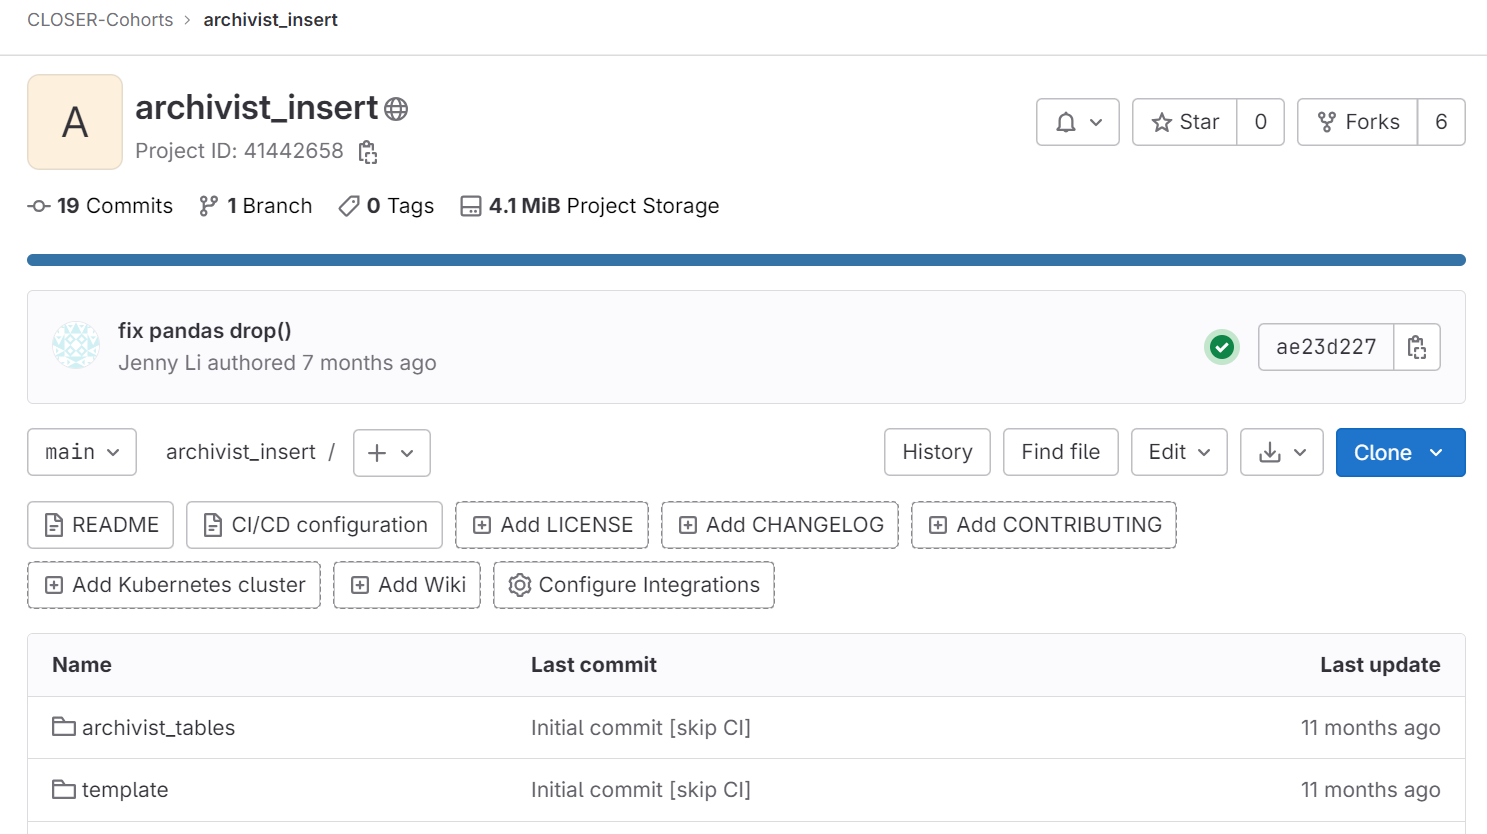 CLOSER-Cohorts › archivist_insert
A
archivist_insert
Project ID: 41442658
Star 0
Forks 6
19 Commits 1 Branch 0 Tags 4.1 MiB Project Storage
fix pandas drop()
Jenny Li authored 7 months ago
ae23d227
main archivist_insert / + History Find file Edit Clone
README CI/CD configuration Add LICENSE Add CHANGELOG Add CONTRIBUTING
Add Kubernetes cluster Add Wiki Configure Integrations
Name Last commit Last update
archivist_tables Initial commit [skip CI] 11 months ago
template Initial commit [skip CI] 11 months ago